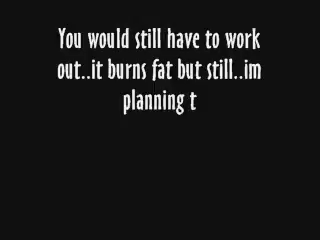 You would still have to work
out..it burns fat but still..im
planning t